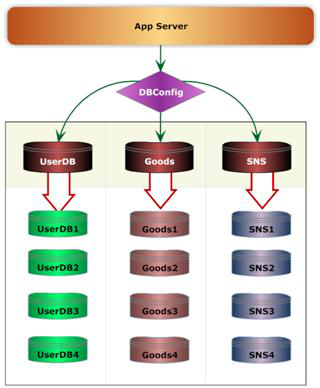 App Server
DBConfig
UserDB Goods SNS
UserDB1 Goods1 SNS1
UserDB2 Goods2 SNS2
UserDB3 Goods3 SNS3
UserDB4 Goods4 SNS4